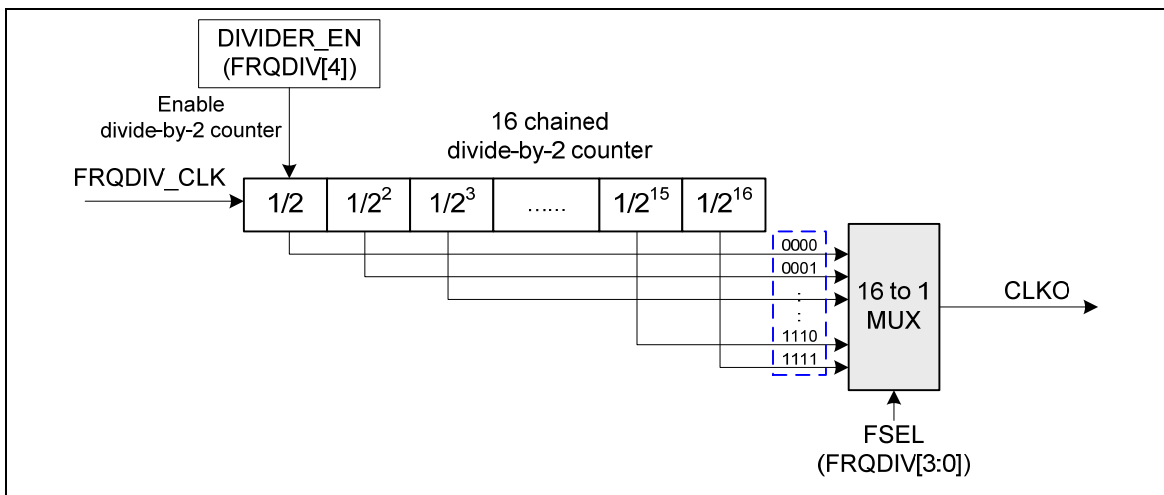 DIVIDER_EN
(FRQDIV[4])
Enable
divide-by-2 counter
16 chained
divide-by-2 counter
FRQDIV_CLK
1/2
1/2²
1/2³
......
1/2¹⁵
1/2¹⁶
0000
0001
:
:
1110
1111
16 to 1
MUX
CLKO
FSEL
(FRQDIV[3:0])